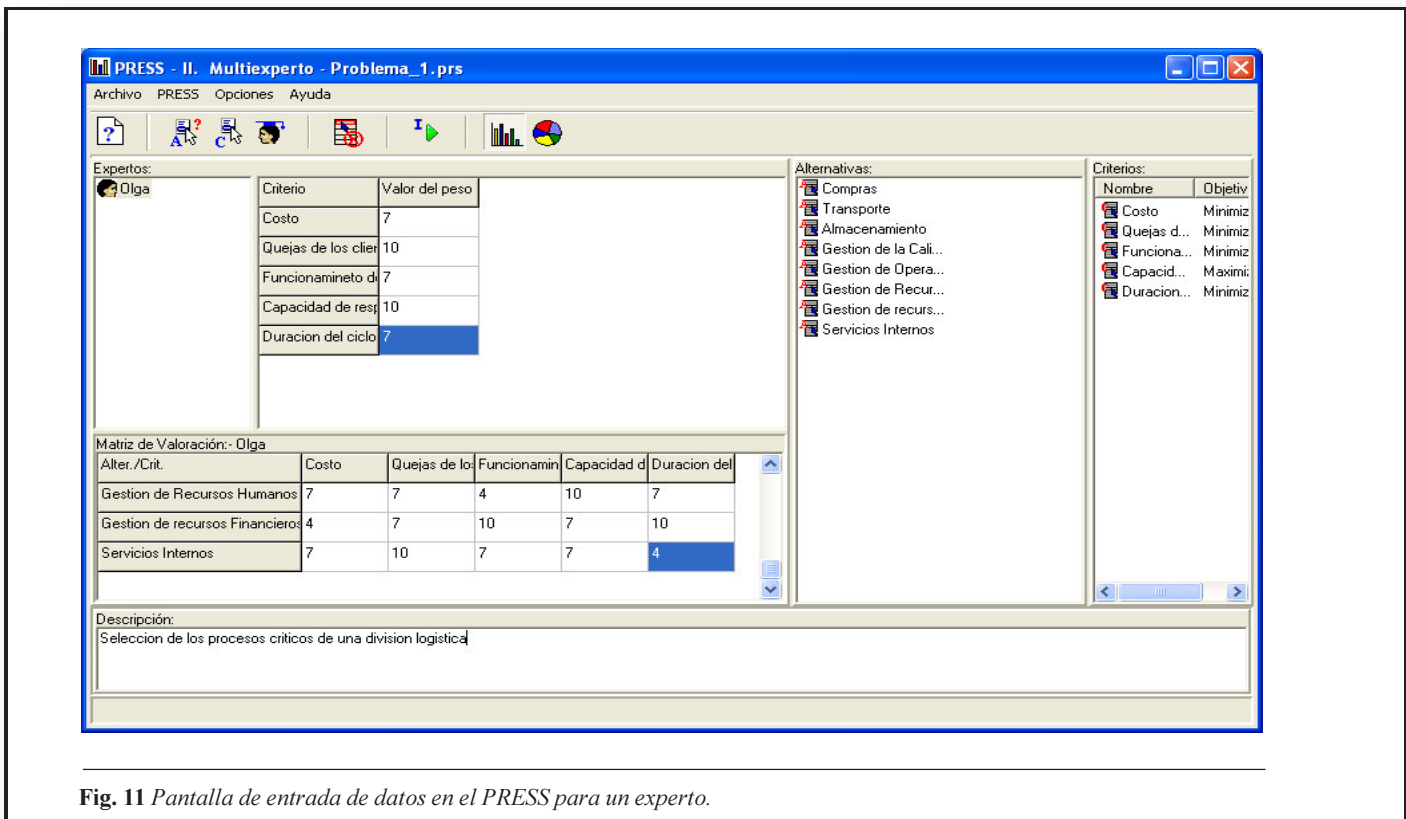 PRESS - II. Multiexperto - Problema_1.prs
Archivo PRESS Opciones Ayuda
Expertos:
Olga
Criterio Valor del peso
Costo 7
Quejas de los clier 10
Funcionamineto de 7
Capacidad de resp 10
Duracion del ciclo 7
Alternativas:
Compras
Transporte
Almacenamiento
Gestion de la Cali...
Gestion de Opera...
Gestion de Recur...
Gestion de recurs...
Servicios Internos
Criterios:
Nombre Objetiv
Costo Minimiz
Quejas d... Minimiz
Funciona... Minimiz
Capacid... Maximi:
Duracion... Minimiz
Matriz de Valoración:- Olga
Alter./Crit. Costo Quejas de lo: Funcionamin Capacidad d Duracion del
Gestion de Recursos Humanos 7 7 4 10 7
Gestion de recursos Financieros 4 7 10 7 10
Servicios Internos 7 10 7 7 4
Descripción:
Seleccion de los procesos criticos de una division logistica
Fig. 11 Pantalla de entrada de datos en el PRESS para un experto.